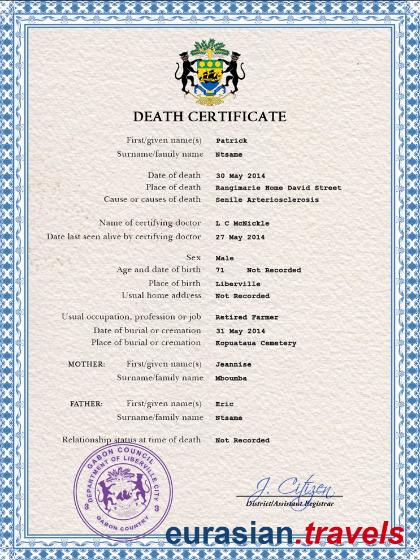 DEATH CERTIFICATE
First/given name(s) Patrick
Surname/family name Ntsame
Date of death 30 May 2014
Place of death Rangimarie Home David Street
Cause or causes of death Senile Arteriosclerosis
Name of certifying doctor L C McNickle
Date last seen alive by certifying doctor 27 May 2014
Sex Male
Age and date of birth 71 Not Recorded
Place of birth Liberville
Usual home address Not Recorded
Usual occupation, profession or job Retired Farmer
Date of burial or cremation 31 May 2014
Place of burial or cremation Kopuataua Cemetery
MOTHER: First/given name(s) Jeannise
Surname/family name Mboumba
FATHER: First/given name(s) Eric
Surname/family name Ntsame
Relationship status at time of death Not Recorded
GABON COUNCIL
DEPARTMENT OF LIBERVILLE CITY
GABON COUNTRY
J. Citizen
District/Assistant Registrar
eurasian.travels